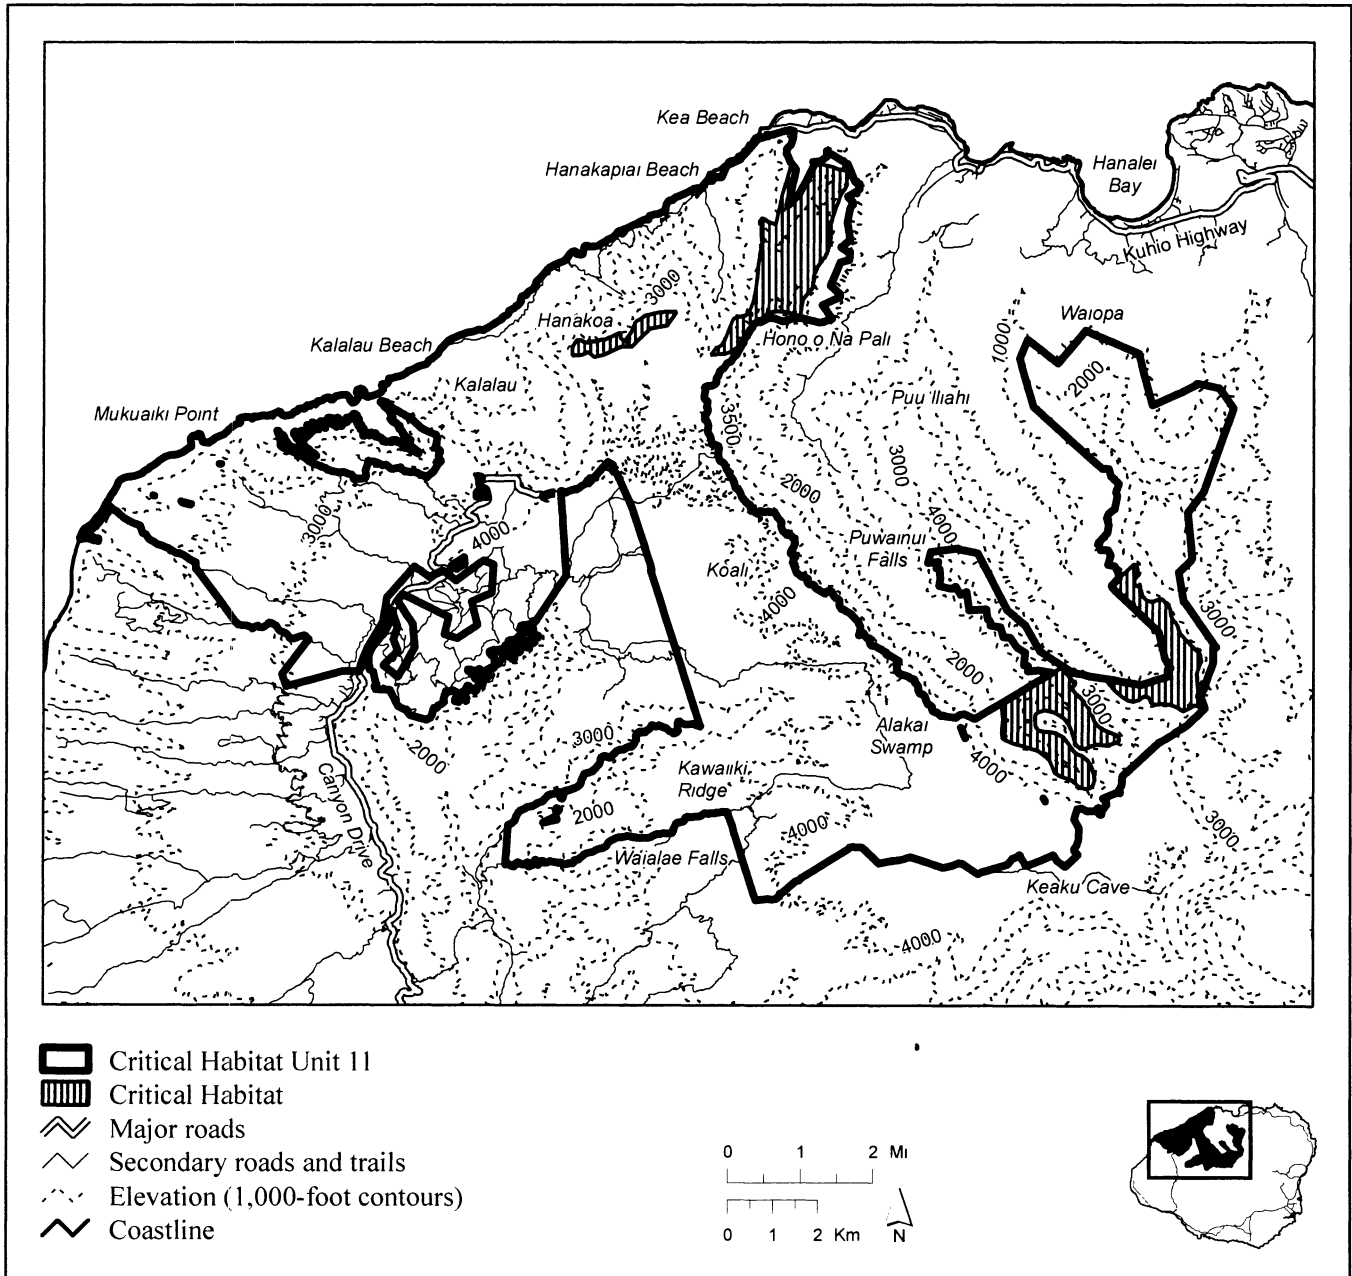 Kea Beach
Hanakapiai Beach
Hanalei
Bay
Kuhio Highway
3000
Hanakoa
Waiopa
1000
Hono o Na Pali
Kalalau Beach
2000
Kalalau
Puu Iliahi
Mukuaiki Point
3500
3000
2000
3000
4000
4000
Puwainui
Falls
Koali
4000
3000
2000
3000
Alakai
Swamp
3000
2000
4000
Kawaiiki
Ridge
Canyon Drive
2000
4000
3000
Waialae Falls
Keaku Cave
4000
Critical Habitat Unit 11
Critical Habitat
Major roads
Secondary roads and trails
Elevation (1,000-foot contours)
Coastline
0 1 2 Mi
0 1 2 Km
N